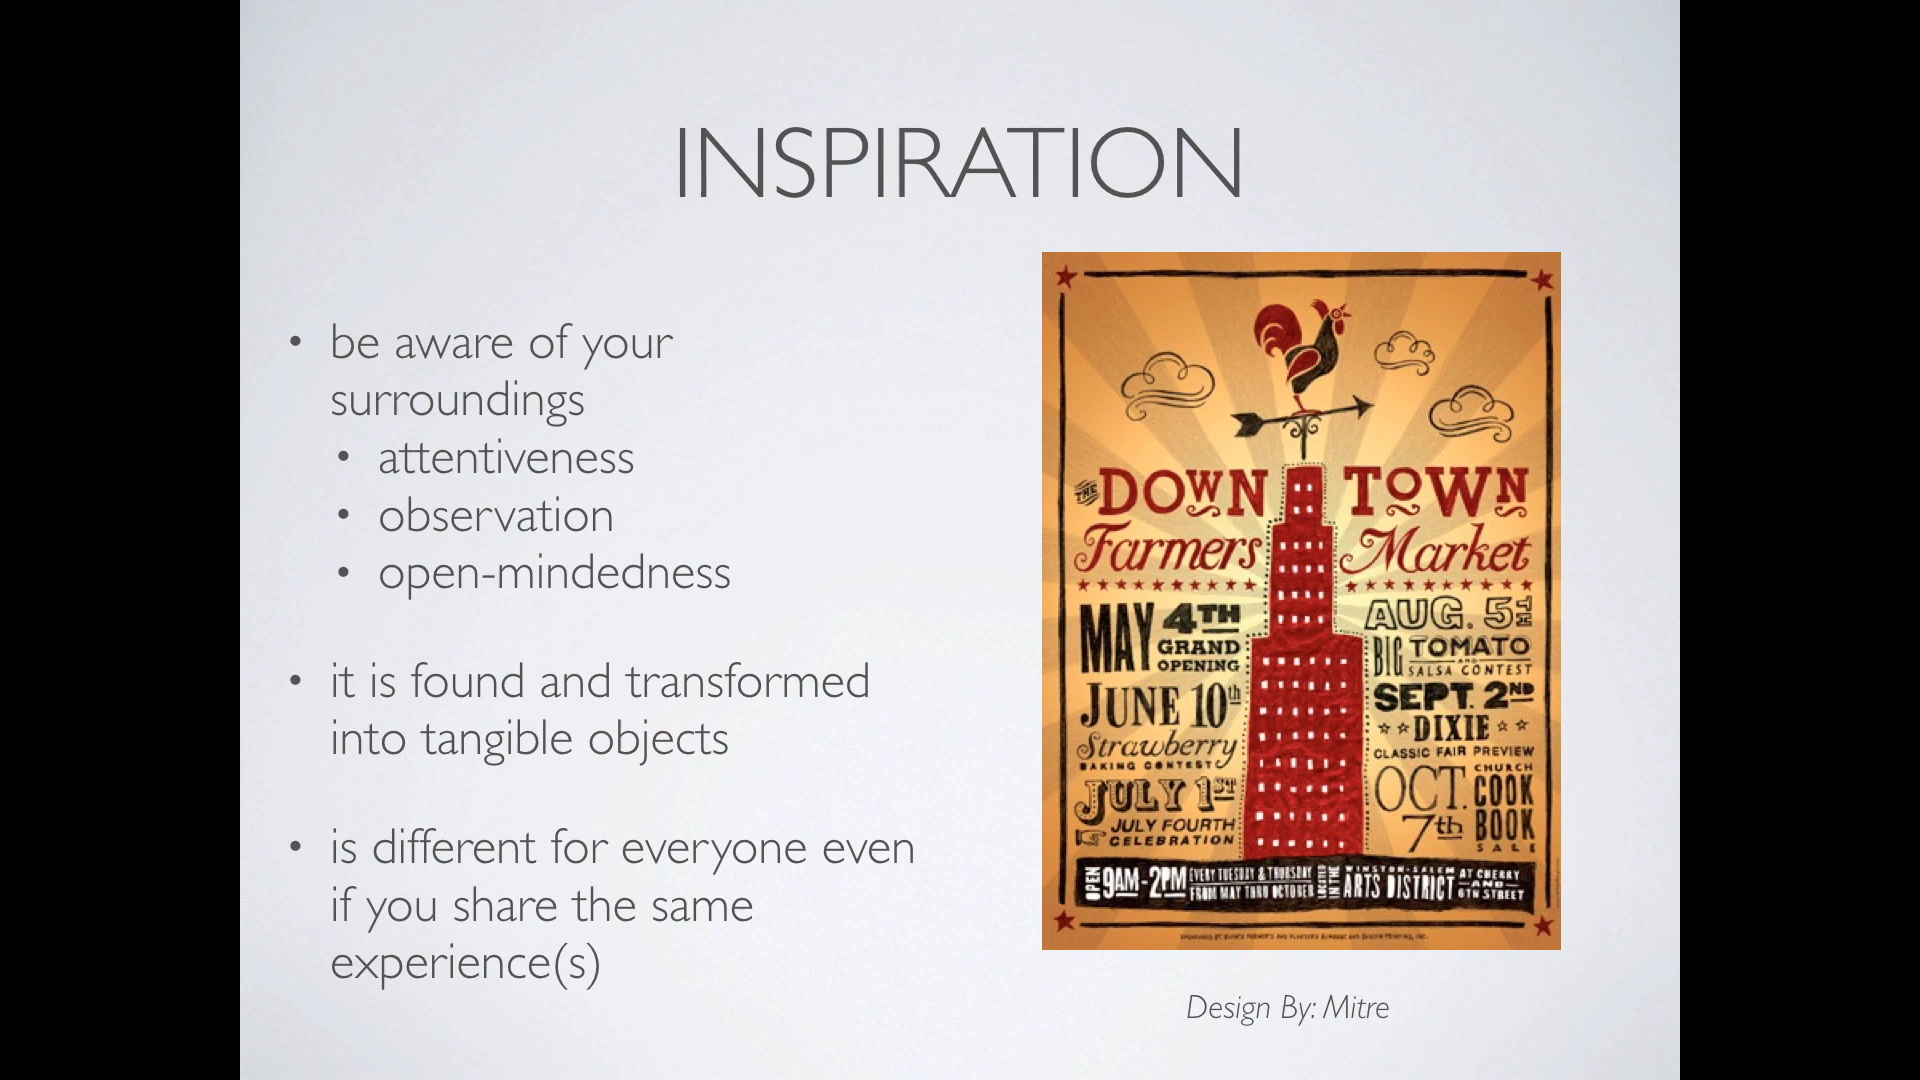 INSPIRATION
• be aware of your
surroundings
• attentiveness
• observation
• open-mindedness
• it is found and transformed
into tangible objects
• is different for everyone even
if you share the same
experience(s)
THE DOWN TOWN
Farmers Market
MAY 4TH
GRAND
OPENING
JUNE 10th
Strawberry
BAKING CONTEST
JULY 1ST
JULY FOURTH
CELEBRATION
AUG. 5TH
BIG TOMATO
AND
SALSA CONTEST
SEPT. 2ND
DIXIE
CLASSIC FAIR PREVIEW
OCT. 7th
CHURCH
COOK
BOOK
SALE
OPEN 9AM-2PM EVERY TUESDAY & THURSDAY
FROM MAY THRU OCTOBER
LOCATED IN THE WINSTON-SALEM
ARTS DISTRICT
AT CHERRY
AND
6TH STREET
Design By: Mitre